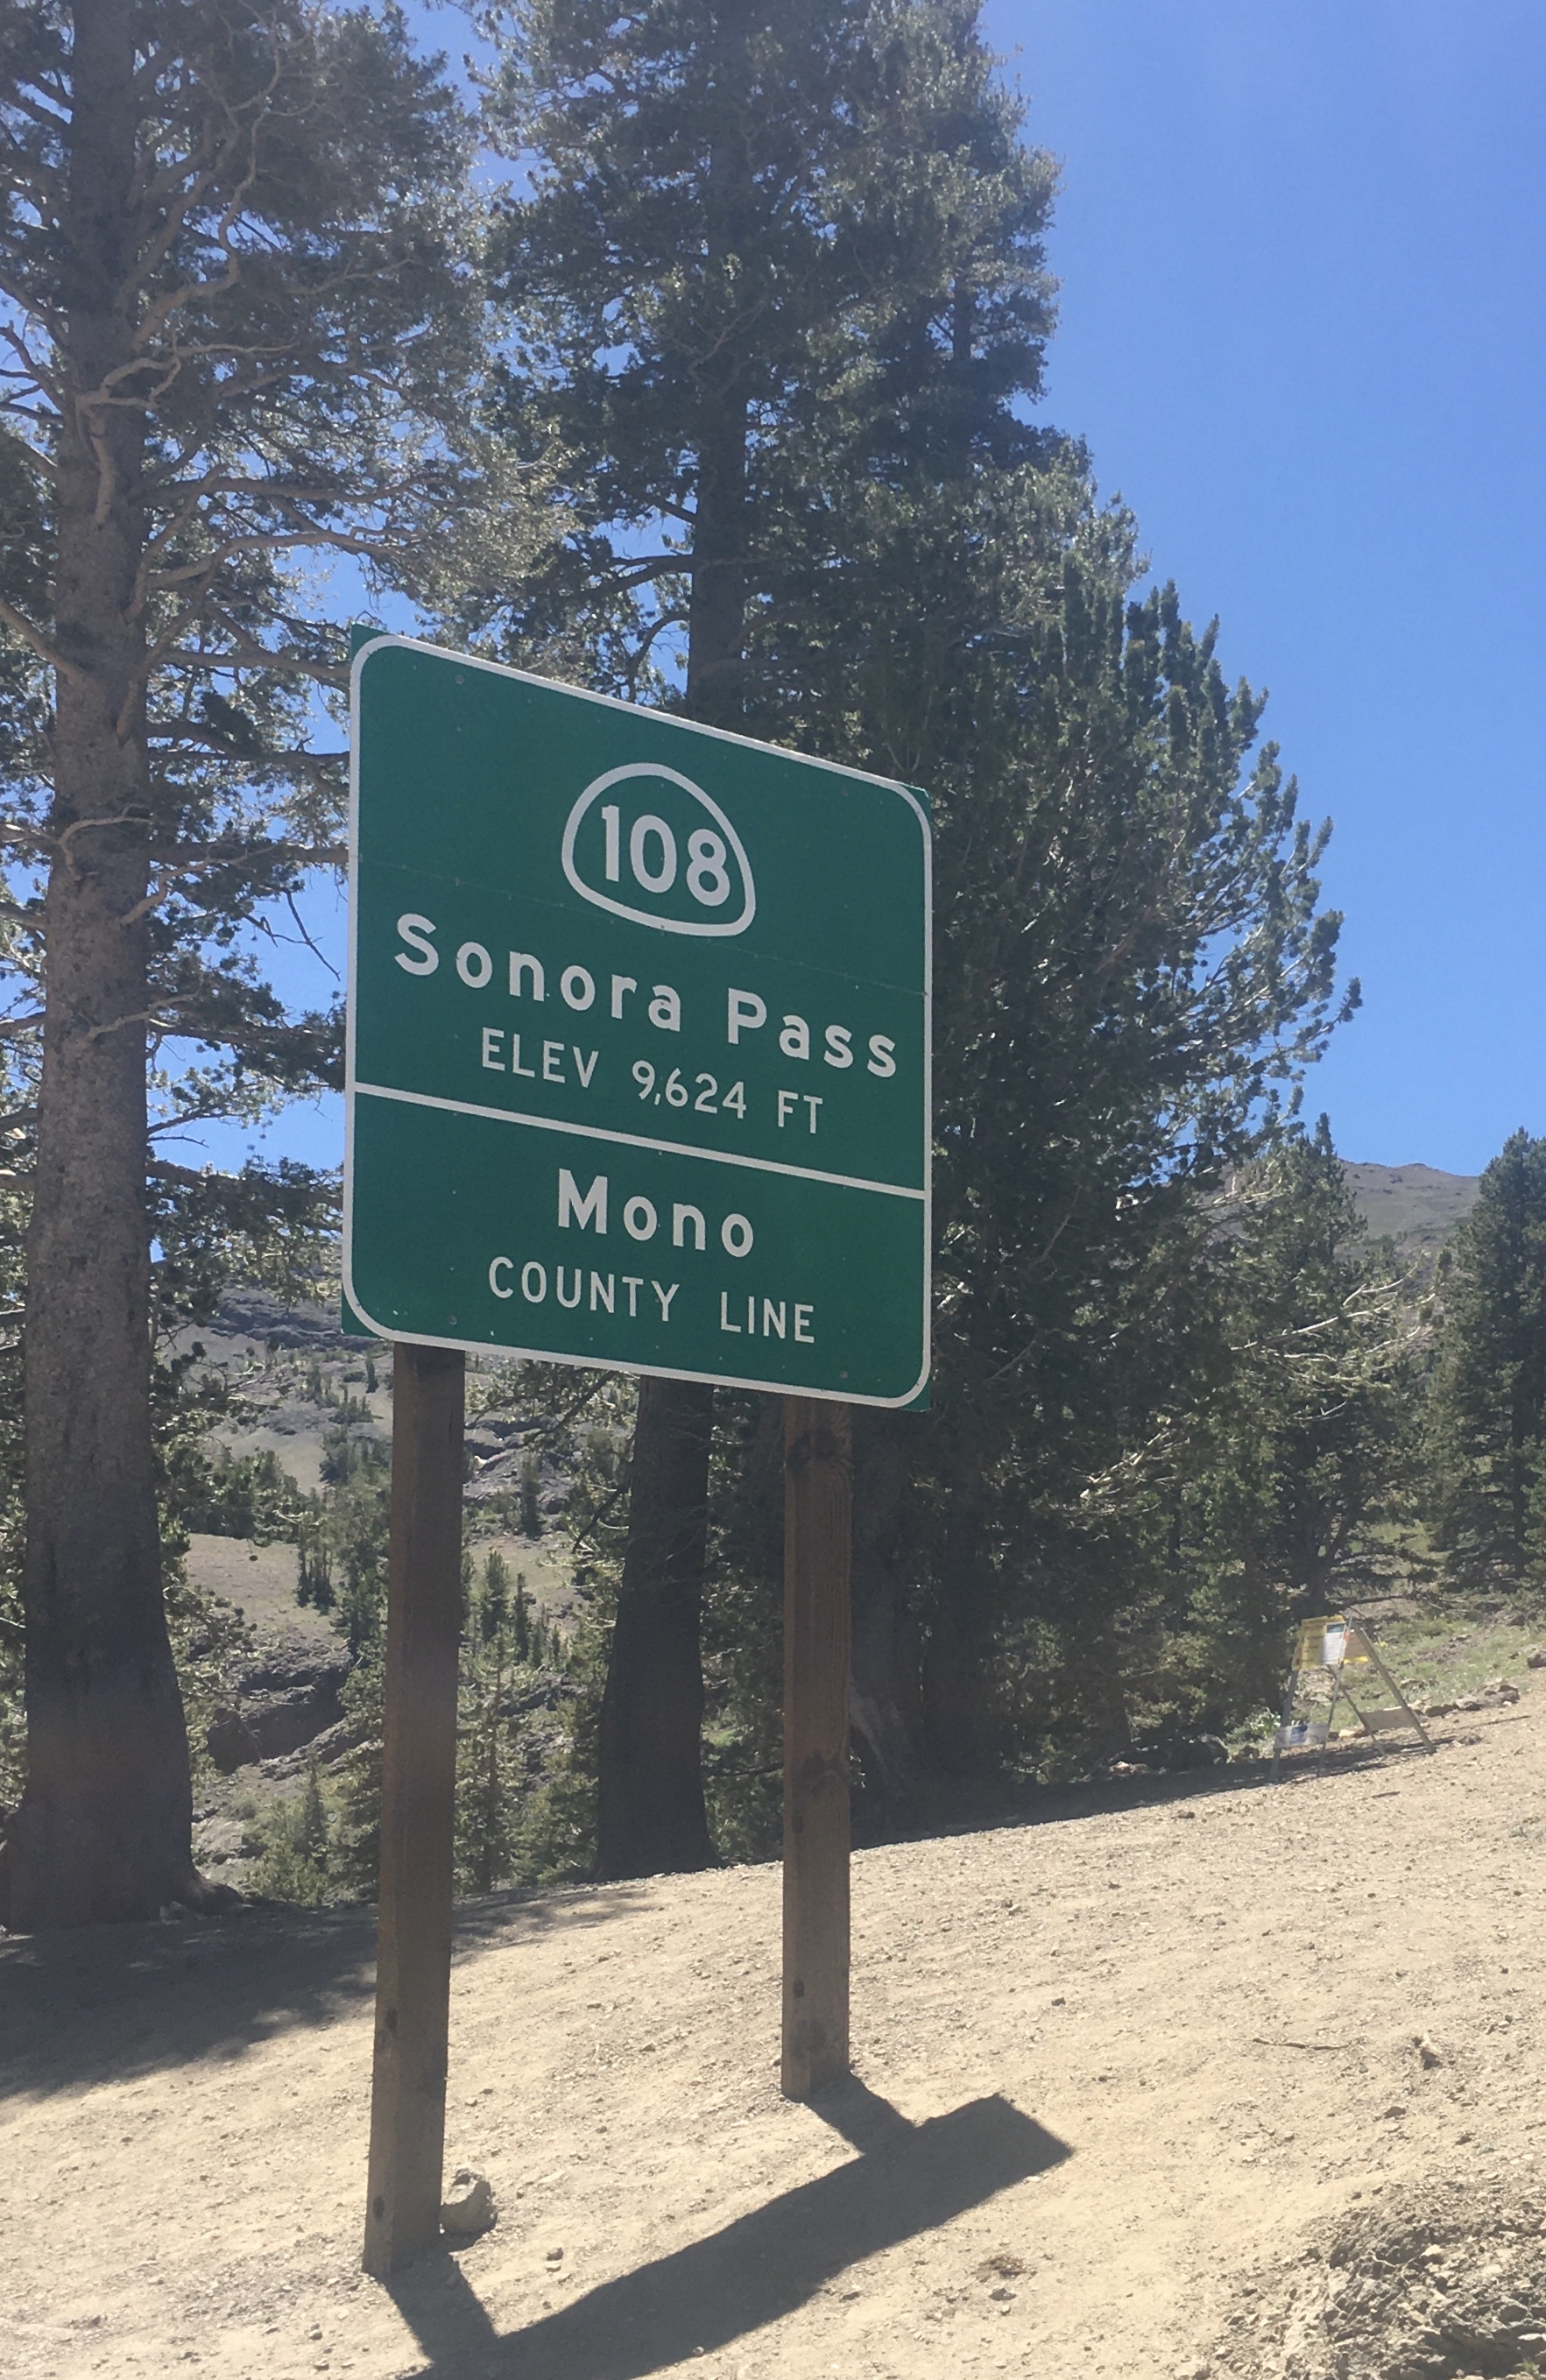 108
Sonora Pass
ELEV 9,624 FT
Mono
COUNTY LINE